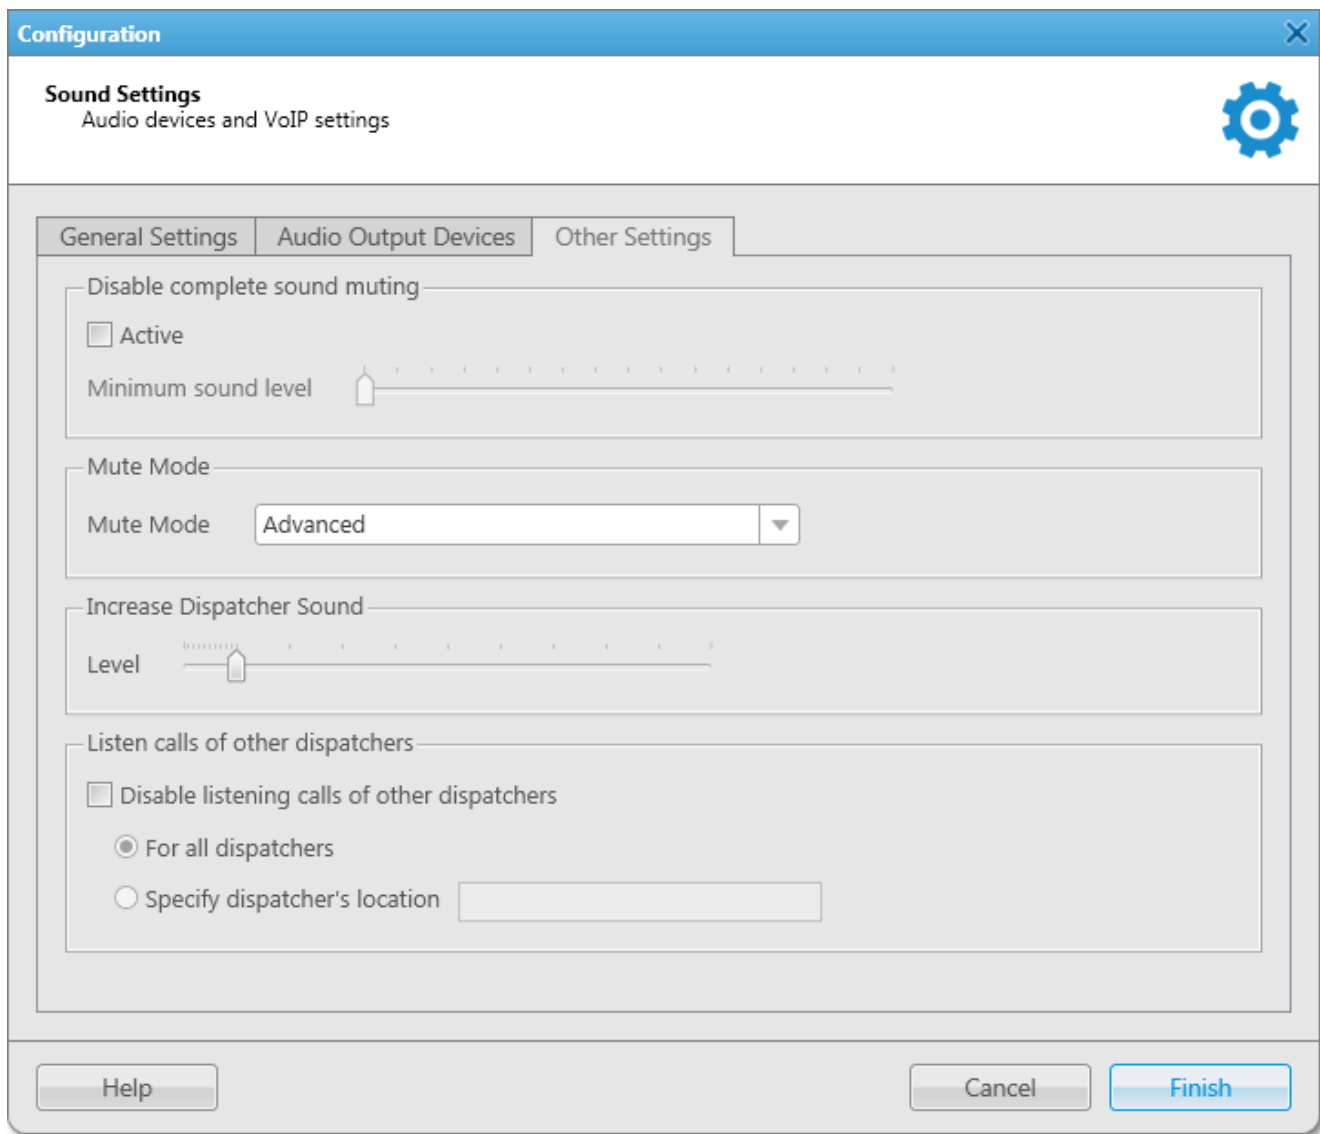 Configuration
Sound Settings
Audio devices and VoIP settings
General Settings
Audio Output Devices
Other Settings
Disable complete sound muting
Active
Minimum sound level
Mute Mode
Mute Mode
Advanced
Increase Dispatcher Sound
Level
Listen calls of other dispatchers
Disable listening calls of other dispatchers
For all dispatchers
Specify dispatcher's location
Help
Cancel
Finish